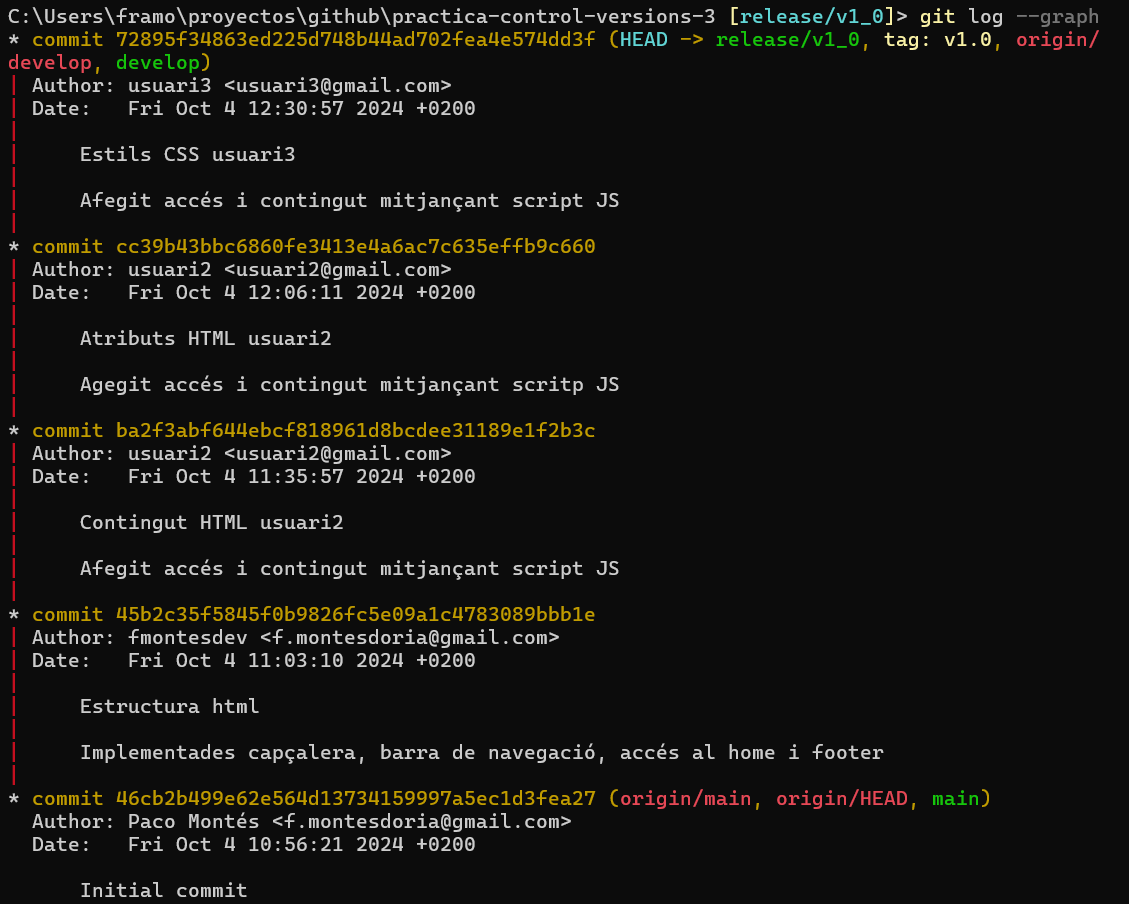 C:\Users\framo\proyectos\github\practica-control-versions-3 [release/v1_0]> git log --graph
* commit 72895f34863ed225d748b44ad702fea4e574dd3f (HEAD -> release/v1_0, tag: v1.0, origin/
develop, develop)
| Author: usuari3 <usuari3@gmail.com>
| Date:   Fri Oct 4 12:30:57 2024 +0200
|
|     Estils CSS usuari3
|
|     Afegit accés i contingut mitjançant script JS
|
* commit cc39b43bbc6860fe3413e4a6ac7c635effb9c660
| Author: usuari2 <usuari2@gmail.com>
| Date:   Fri Oct 4 12:06:11 2024 +0200
|
|     Atributs HTML usuari2
|
|     Agegit accés i contingut mitjançant scritp JS
|
* commit ba2f3abf644ebcf818961d8bcdee31189e1f2b3c
| Author: usuari2 <usuari2@gmail.com>
| Date:   Fri Oct 4 11:35:57 2024 +0200
|
|     Contingut HTML usuari2
|
|     Afegit accés i contingut mitjançant script JS
|
* commit 45b2c35f5845f0b9826fc5e09a1c4783089bbb1e
| Author: fmontesdev <f.montesdoria@gmail.com>
| Date:   Fri Oct 4 11:03:10 2024 +0200
|
|     Estructura html
|
|     Implementades capçalera, barra de navegació, accés al home i footer
|
* commit 46cb2b499e62e564d13734159997a5ec1d3fea27 (origin/main, origin/HEAD, main)
  Author: Paco Montés <f.montesdoria@gmail.com>
  Date:   Fri Oct 4 10:56:21 2024 +0200

      Initial commit